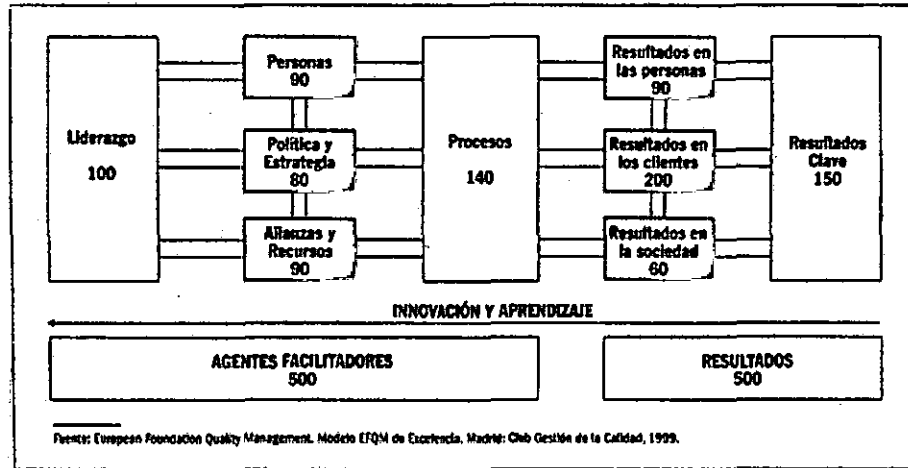 Liderazgo
100
Personas
90
Política y
Estrategia
80
Alianzas y
Recursos
90
Procesos
140
Resultados en
las personas
90
Resultados en
los clientes
200
Resultados en
la sociedad
60
Resultados
Clave
150
INNOVACIÓN Y APRENDIZAJE
AGENTES FACILITADORES
500
RESULTADOS
500
Fuente: European Foundation Quality Management. Modelo EFQM de Excelencia, Madrid: Club Gestión de la Calidad, 1999.